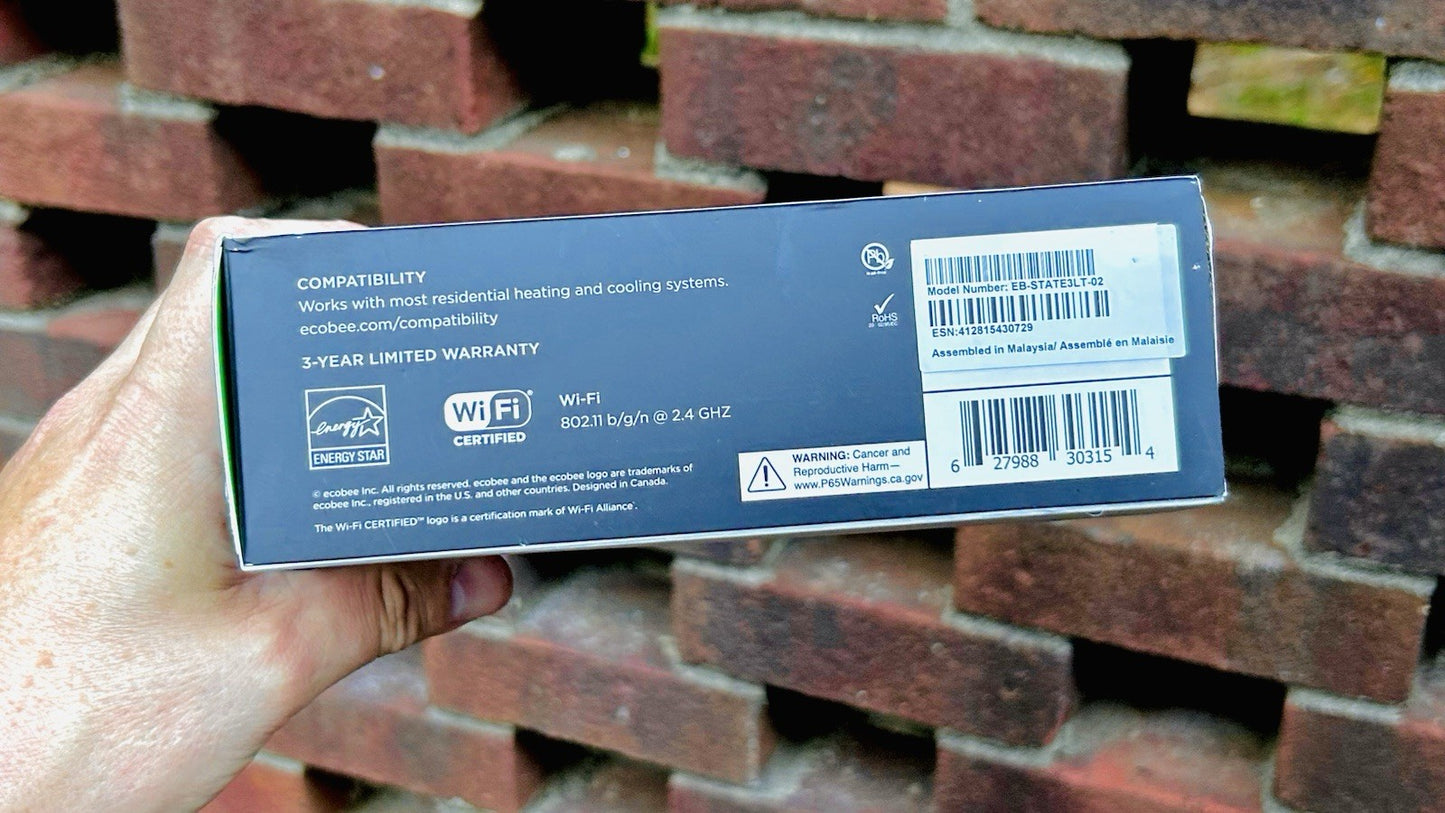 COMPATIBILITY
Works with most residential heating and cooling systems.
ecobee.com/compatibility
3-YEAR LIMITED WARRANTY
energy
ENERGY STAR
Wi Fi
CERTIFIED
Wi-Fi
802.11 b/g/n @ 2.4 GHZ
© ecobee Inc. All rights reserved. ecobee and the ecobee logo are trademarks of
ecobee Inc., registered in the U.S. and other countries. Designed in Canada.
The Wi-Fi CERTIFIED™ logo is a certification mark of Wi-Fi Alliance®.
Pb
RoHS
Model Number: EB-STATE3LT-02
ESN:412815430729
Assembled in Malaysia/ Assemblé en Malaisie
WARNING: Cancer and
Reproductive Harm—
www.P65Warnings.ca.gov
6 27988 30315 4